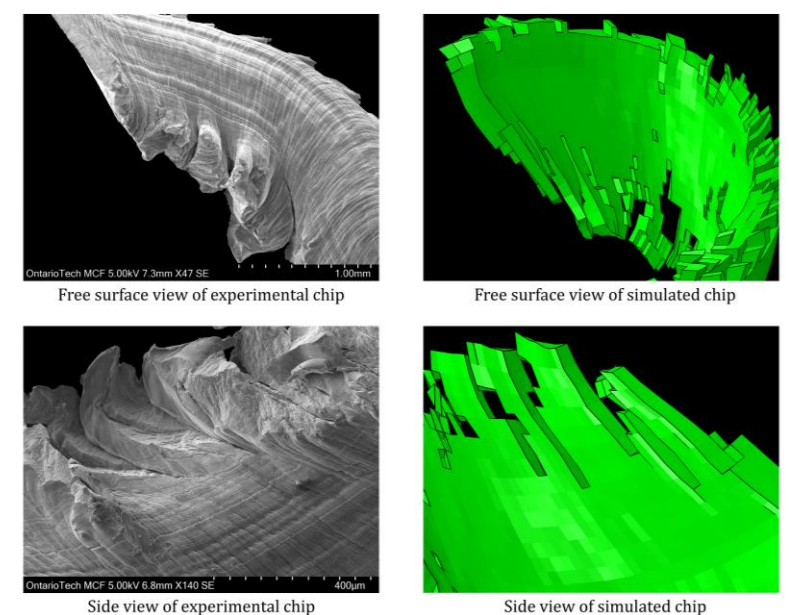 OntarioTech MCF 5.00kV 7.3mm X47 SE 1.00mm
Free surface view of experimental chip
Free surface view of simulated chip
OntarioTech MCF 5.00kV 6.8mm X140 SE 400µm
Side view of experimental chip
Side view of simulated chip